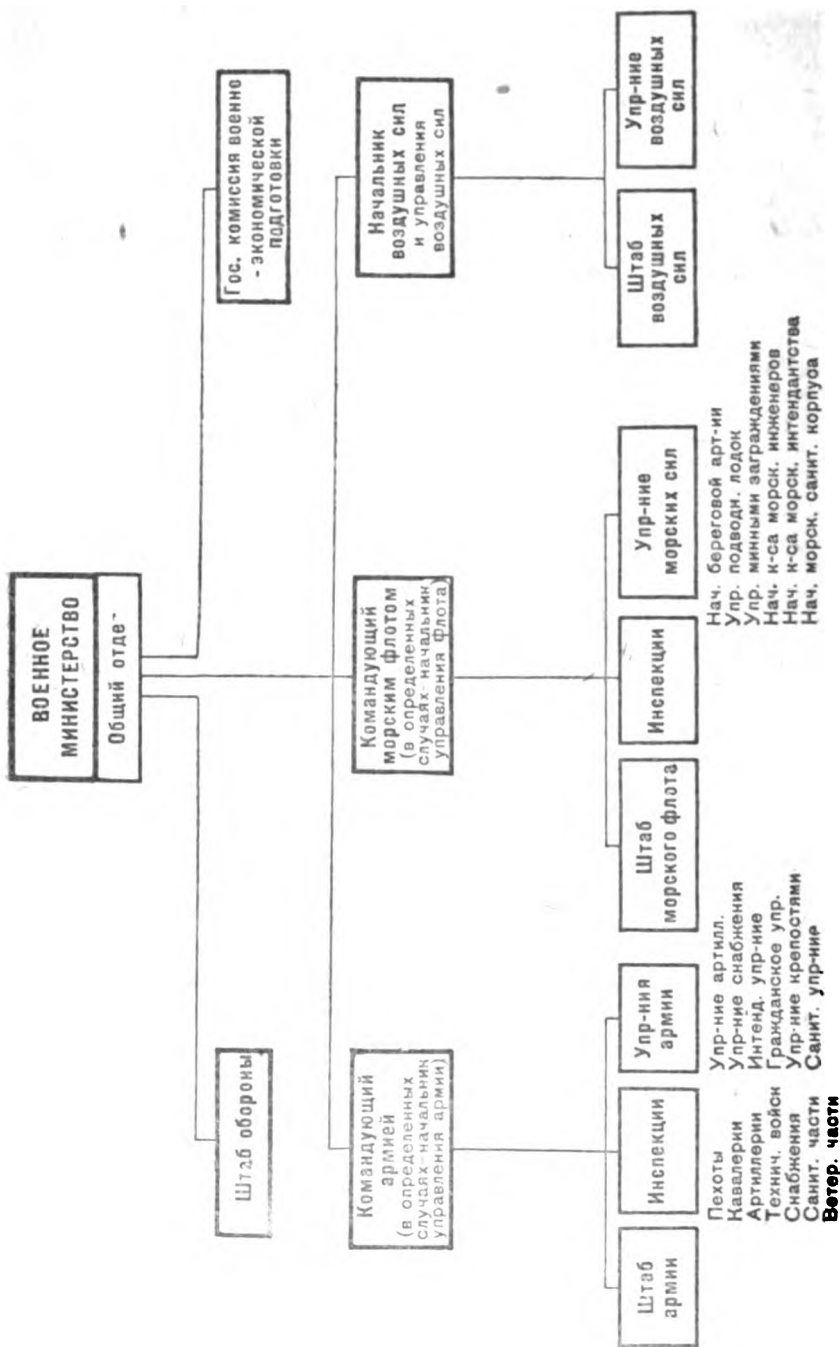 ВОЕННОЕ
МИНИСТЕРСТВО
Общий отде
Штаб обороны
Гос. комиссия военно
- экономической
подготовки
Командующий
армией
(в определенных
случаях-начальник
управления армии)
Командующий
морским флотом
(в определенных
случаях-начальник
управления флота)
Начальник
воздушных сил
и управления
воздушных сил
Штаб
армии
Инспекции
Упр-ния
армии
Штаб
морского флота
Инспекции
Упр-ние
морских сил
Штаб
воздушных
сил
Упр-ние
воздушных
сил
Пехоты
Кавалерии
Артиллерии
Технич. войск
Снабжения
Санит. части
Ветер. части
Упр-ние артилл.
Упр-ние снабжения
Интенд. упр-ние
Гражданское упр.
Упр-ние крепостями
Санит. упр-ние
Нач. береговой арт-ии
Упр. подводн. лодок
Упр. минными заграждениями
Нач. к-са морск. инженеров
Нач. к-са морск. интендантства
Нач. морск. санит. корпуса